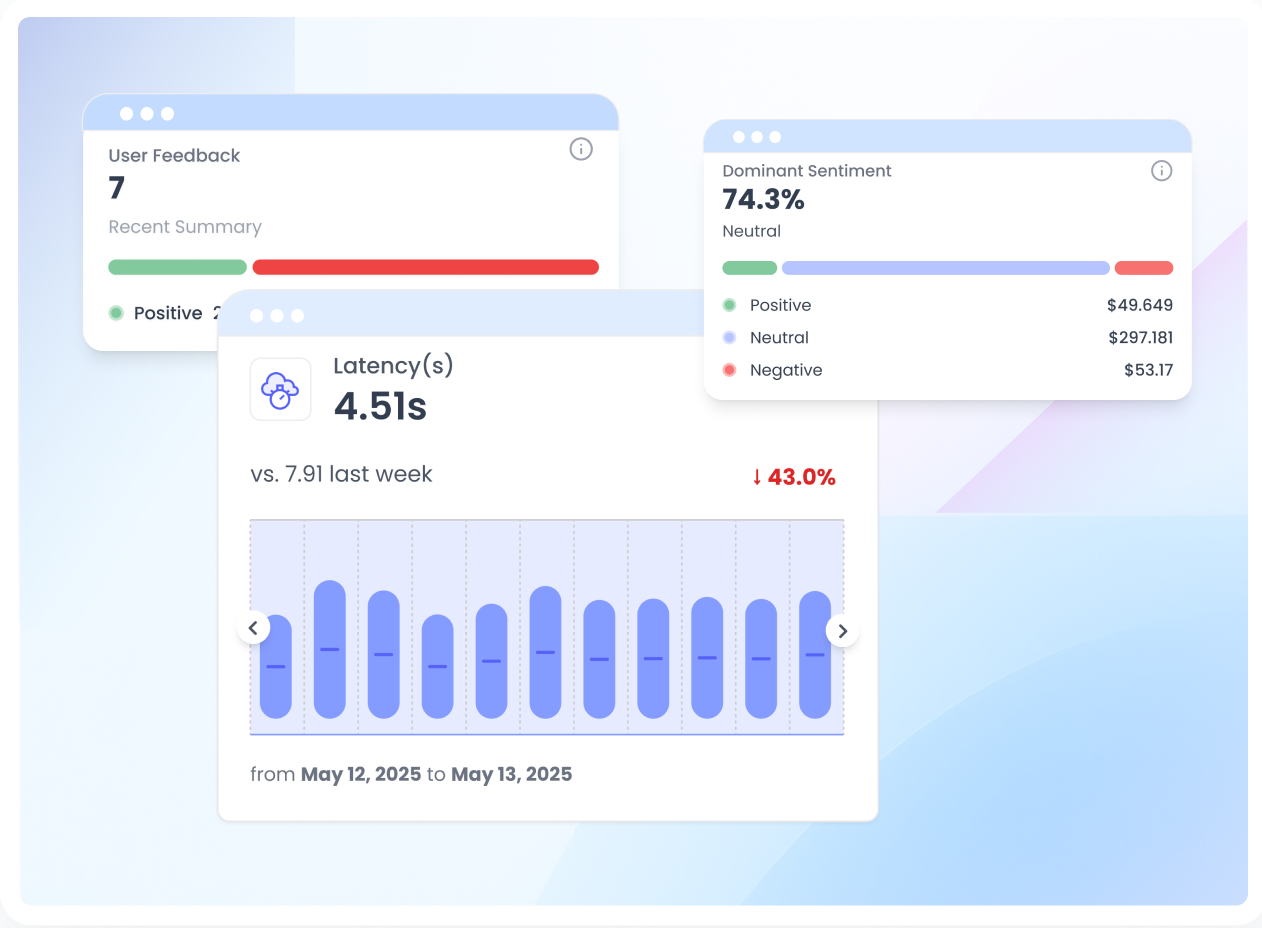 User Feedback
7
Recent Summary
Positive 2
Dominant Sentiment
74.3%
Neutral
Positive $49.649
Neutral $297.181
Negative $53.17
Latency(s)
4.51s
vs. 7.91 last week ↓ 43.0%
from May 12, 2025 to May 13, 2025